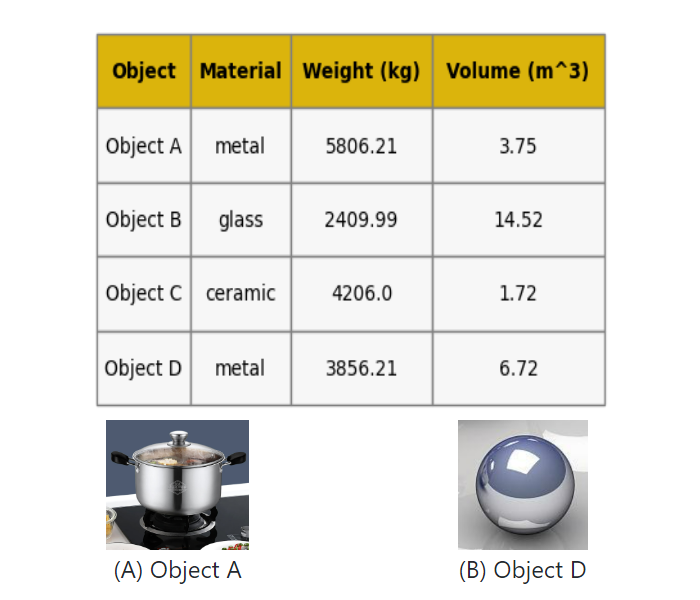 Object Material Weight (kg) Volume (m^3)
Object A metal 5806.21 3.75
Object B glass 2409.99 14.52
Object C ceramic 4206.0 1.72
Object D metal 3856.21 6.72
(A) Object A (B) Object D